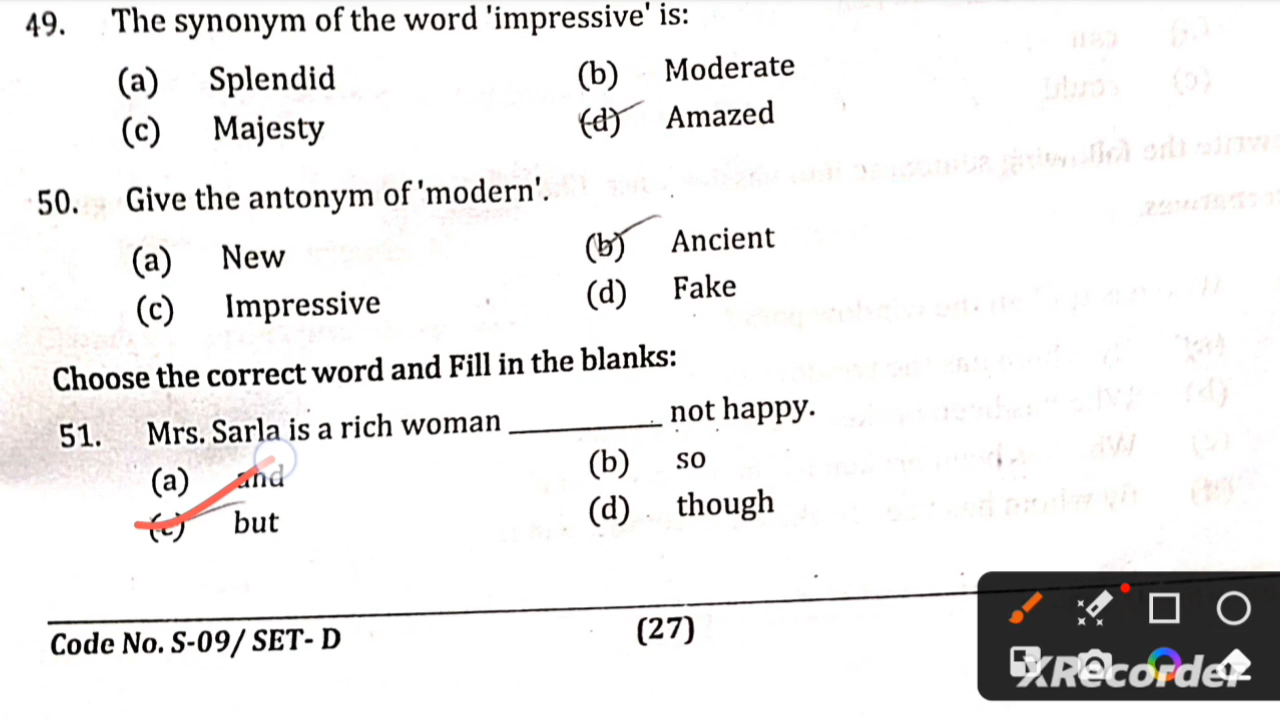 49. The synonym of the word 'impressive' is:
(a) Splendid (b) Moderate
(c) Majesty (d) Amazed
50. Give the antonym of 'modern'.
(a) New (b) Ancient
(c) Impressive (d) Fake
Choose the correct word and Fill in the blanks:
51. Mrs. Sarla is a rich woman __________ not happy.
(a) and (b) so
(c) but (d) though
Code No. S-09/ SET- D (27)
XRecorder